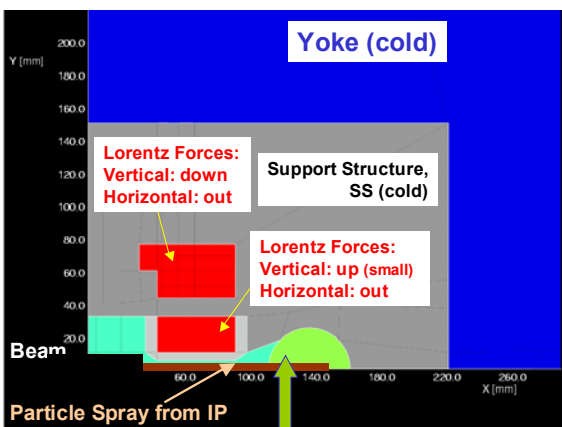 Yoke (cold)
200.0
Y [mm]
180.0
160.0
140.0
120.0
100.0
80.0
60.0
40.0
20.0
Lorentz Forces:
Vertical: down
Horizontal: out
Support Structure,
SS (cold)
Lorentz Forces:
Vertical: up (small)
Horizontal: out
Beam
60.0 100.0 140.0 180.0 220.0 260.0
X [mm]
Particle Spray from IP